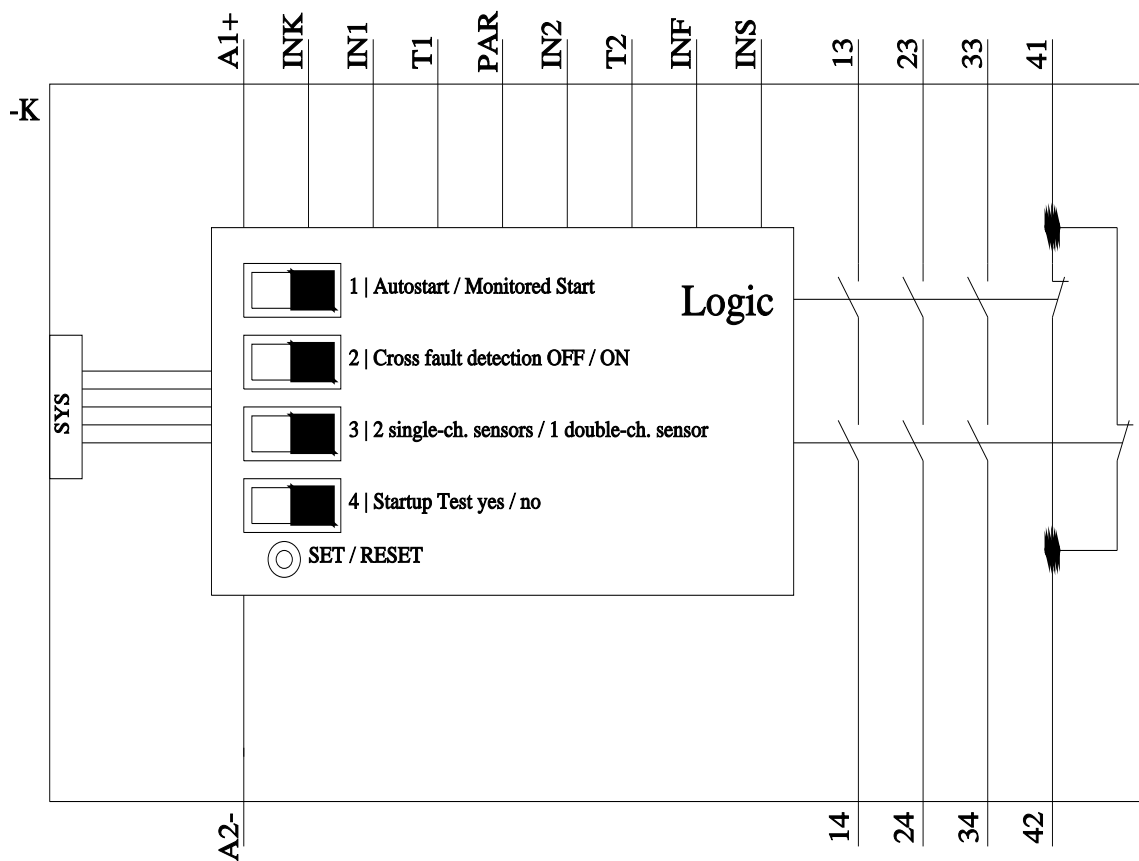 A1+ INK IN1 T1 PAR IN2 T2 INF INS 13 23 33 41
-K
1 | Autostart / Monitored Start
Logic
2 | Cross fault detection OFF / ON
SYS
3 | 2 single-ch. sensors / 1 double-ch. sensor
4 | Startup Test yes / no
SET / RESET
A2- 14 24 34 42